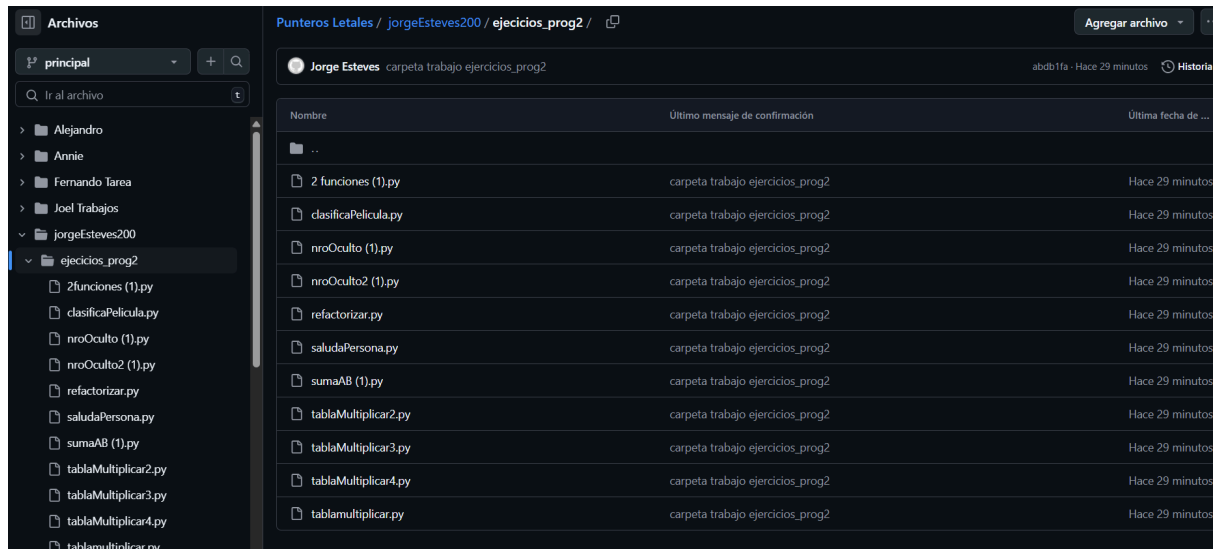 Archivos
principal
Ir al archivo
t
Alejandro
Annie
Fernando Tarea
Joel Trabajos
jorgeEsteves200
ejecicios_prog2
2funciones (1).py
clasificaPelicula.py
nroOculto (1).py
nroOculto2 (1).py
refactorizar.py
saludaPersona.py
sumaAB (1).py
tablaMultiplicar2.py
tablaMultiplicar3.py
tablaMultiplicar4.py
tablamultiplicar.py
Punteros Letales / jorgeEsteves200 / ejecicios_prog2 /
Agregar archivo
Jorge Esteves carpeta trabajo ejercicios_prog2
abdb1fa · Hace 29 minutos Historia
Nombre Último mensaje de confirmación Última fecha de ...
..
2 funciones (1).py carpeta trabajo ejercicios_prog2 Hace 29 minutos
clasificaPelicula.py carpeta trabajo ejercicios_prog2 Hace 29 minutos
nroOculto (1).py carpeta trabajo ejercicios_prog2 Hace 29 minutos
nroOculto2 (1).py carpeta trabajo ejercicios_prog2 Hace 29 minutos
refactorizar.py carpeta trabajo ejercicios_prog2 Hace 29 minutos
saludaPersona.py carpeta trabajo ejercicios_prog2 Hace 29 minutos
sumaAB (1).py carpeta trabajo ejercicios_prog2 Hace 29 minutos
tablaMultiplicar2.py carpeta trabajo ejercicios_prog2 Hace 29 minutos
tablaMultiplicar3.py carpeta trabajo ejercicios_prog2 Hace 29 minutos
tablaMultiplicar4.py carpeta trabajo ejercicios_prog2 Hace 29 minutos
tablamultiplicar.py carpeta trabajo ejercicios_prog2 Hace 29 minutos